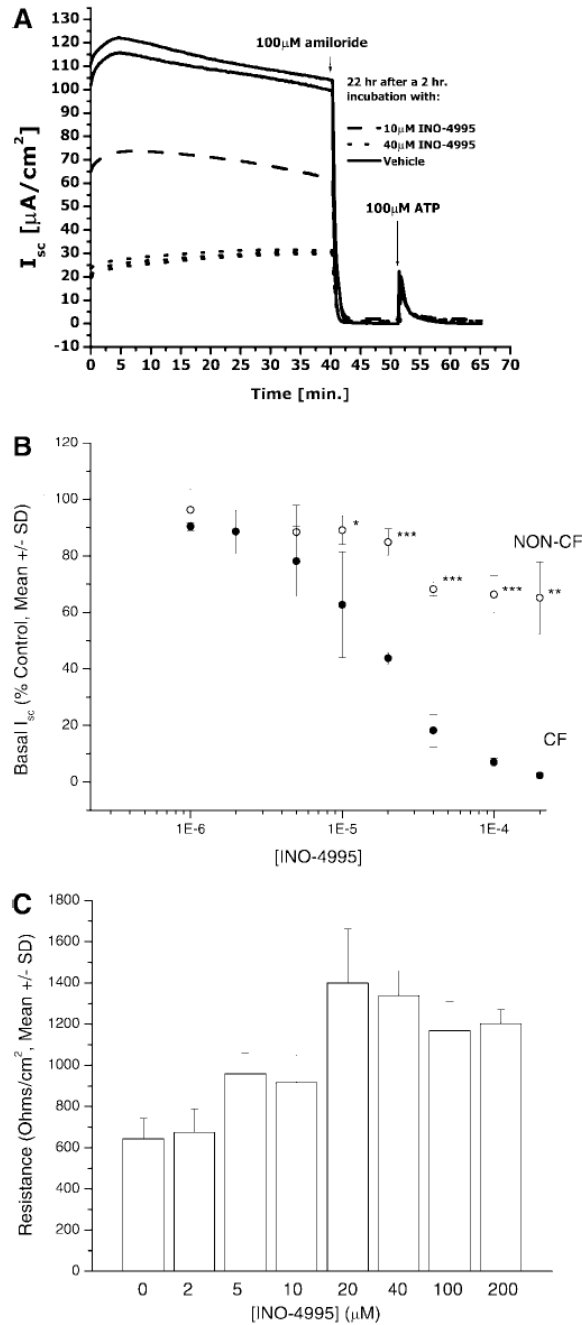 A
130
120
110
100
90
80
70
60
50
40
30
20
10
0
-10
I sc [µA/cm²]
100µM amiloride
22 hr after a 2 hr.
incubation with:
10µM INO-4995
40µM INO-4995
Vehicle
100µM ATP
0 5 10 15 20 25 30 35 40 45 50 55 60 65 70
Time [min.]
B
120
100
80
60
40
20
0
Basal I sc (% Control, Mean +/- SD)
*
***
***
***
**
NON-CF
CF
1E-6 1E-5 1E-4
[INO-4995]
C
1800
1600
1400
1200
1000
800
600
400
200
0
Resistance (Ohms/cm², Mean +/- SD)
0 2 5 10 20 40 100 200
[INO-4995] (µM)